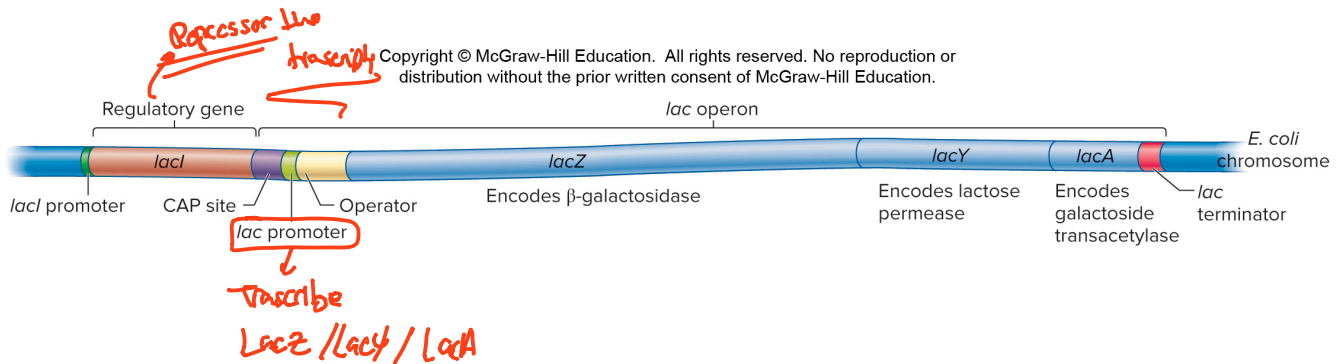 Repressor the
trascript
Copyright © McGraw-Hill Education. All rights reserved. No reproduction or
distribution without the prior written consent of McGraw-Hill Education.
Regulatory gene
lac operon
lacI
lacZ
lacY
lacA
E. coli
chromosome
lacI promoter
CAP site
Operator
Encodes β-galactosidase
Encodes lactose
permease
Encodes
galactoside
transacetylase
lac
terminator
lac promoter
Trascribe
LacZ / Lacy / LacA